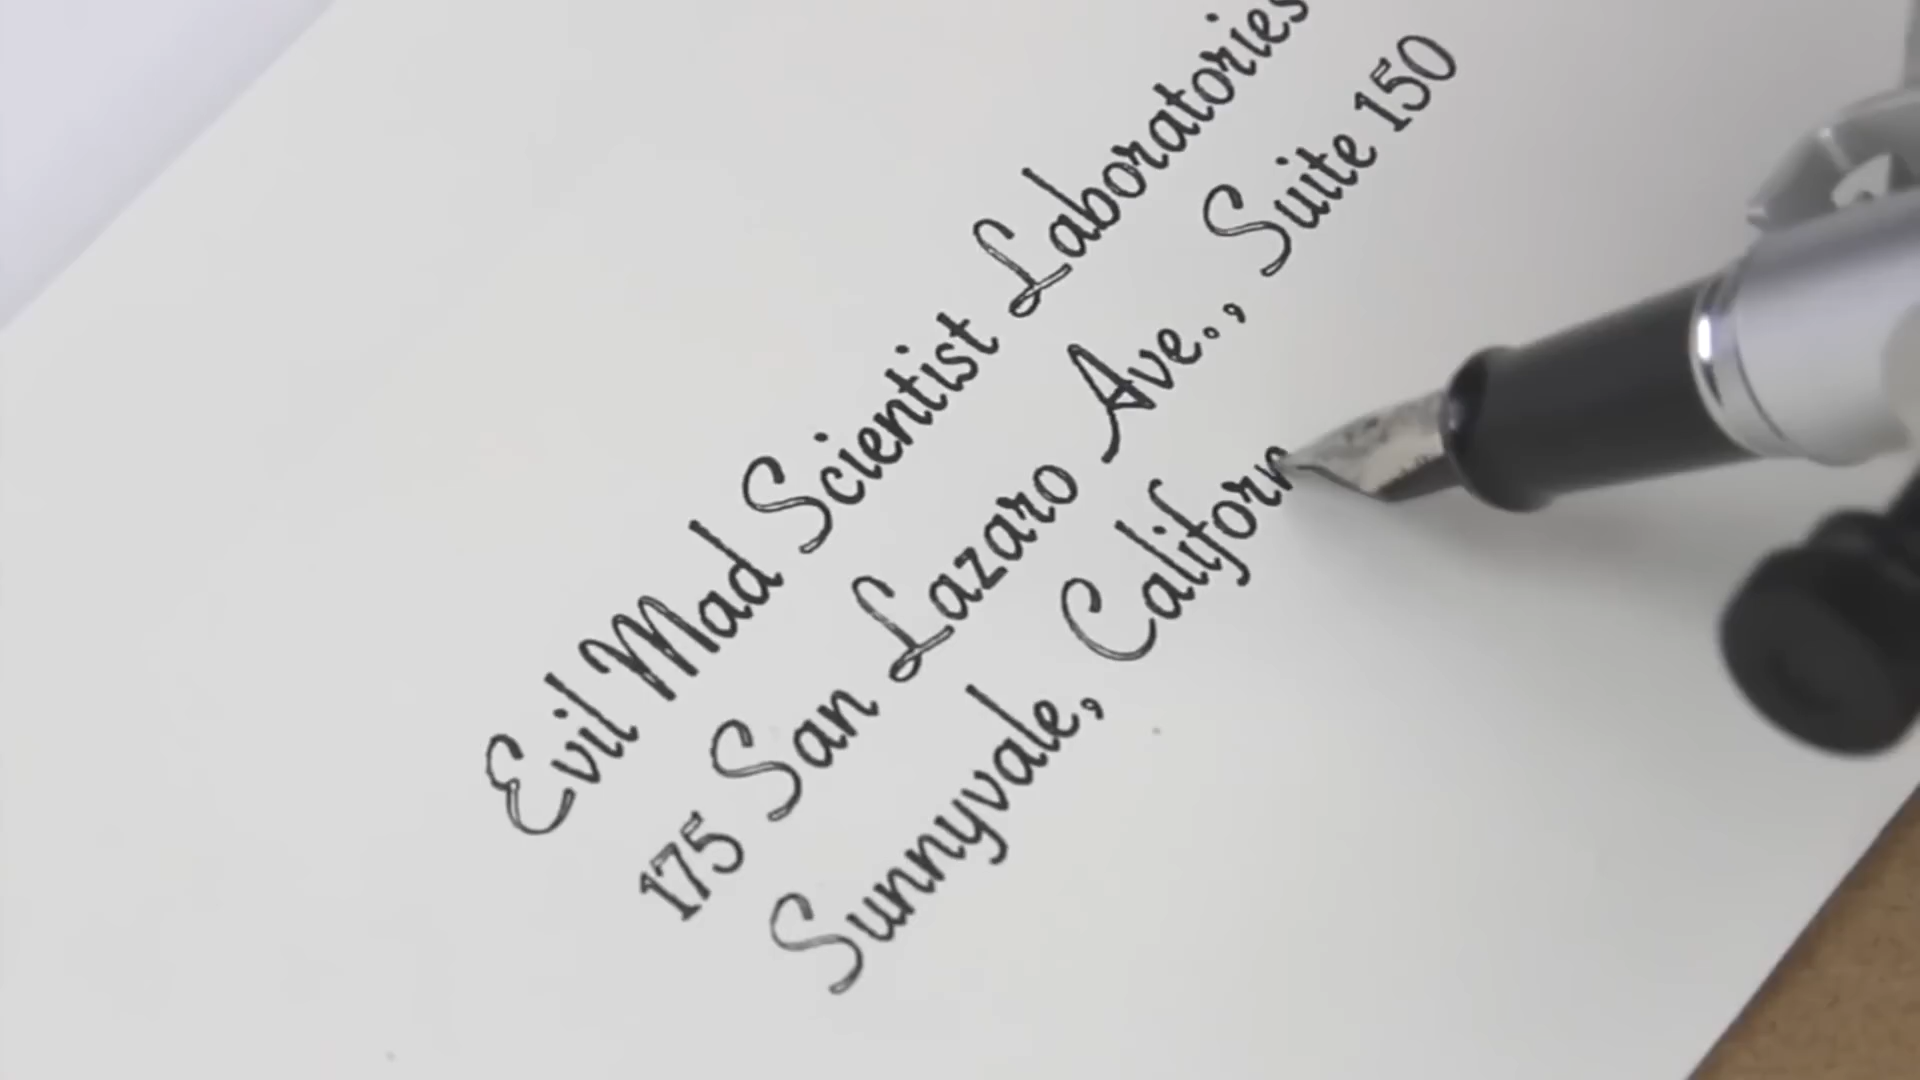 Evil Mad Scientist Laboratories
175 San Lazaro Ave., Suite 150
Sunnyvale, Californ